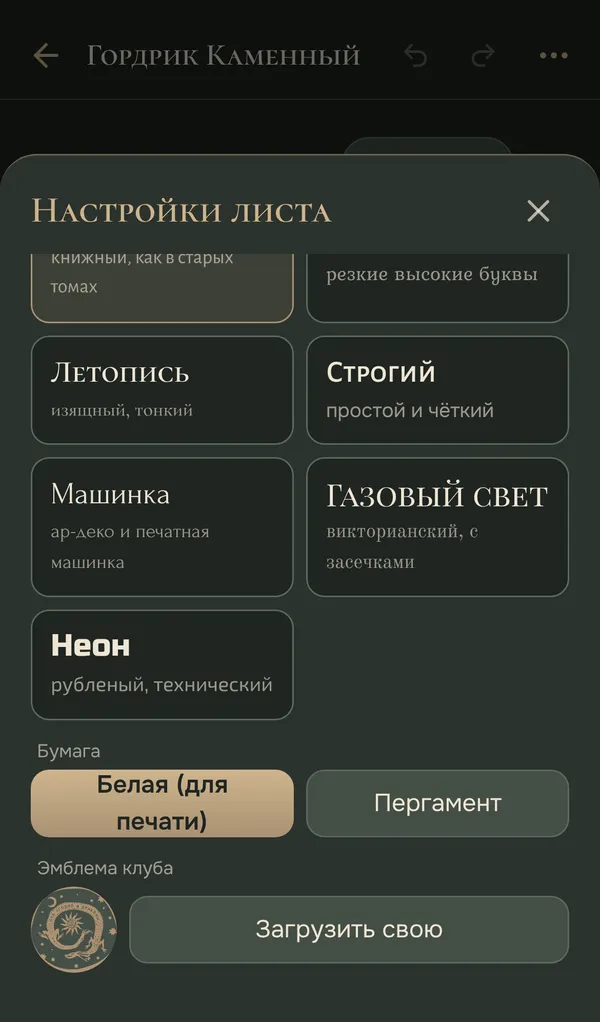 Гордрик Каменный
Настройки листа
книжный, как в старых
томах
резкие высокие буквы
Летопись
изящный, тонкий
Строгий
простой и чёткий
Машинка
ар-деко и печатная
машинка
Газовый свет
викторианский, с
засечками
Неон
рубленый, технический
Бумага
Белая (для
печати)
Пергамент
Эмблема клуба
Загрузить свою